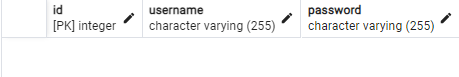 id username password
[PK] integer character varying (255) character varying (255)